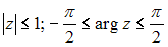 |z| ≤ 1; -π/2 ≤ arg z ≤ π/2